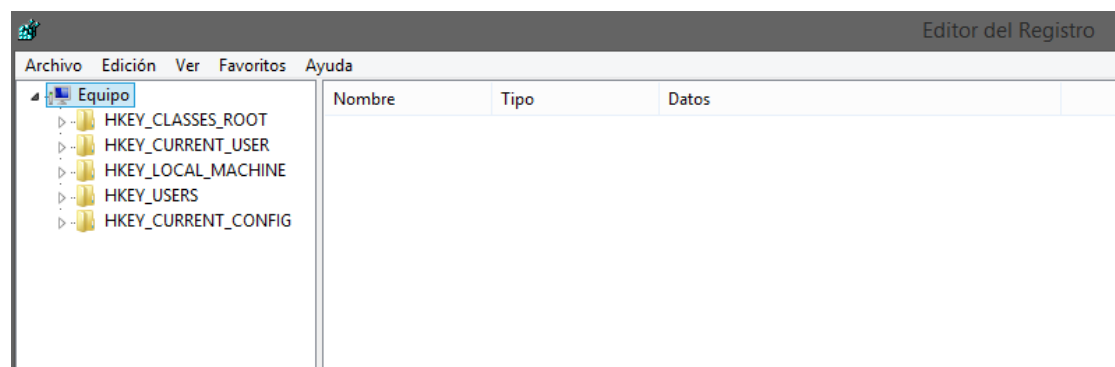 Editor del Registro
Archivo Edición Ver Favoritos Ayuda
Equipo
HKEY_CLASSES_ROOT
HKEY_CURRENT_USER
HKEY_LOCAL_MACHINE
HKEY_USERS
HKEY_CURRENT_CONFIG
Nombre Tipo Datos